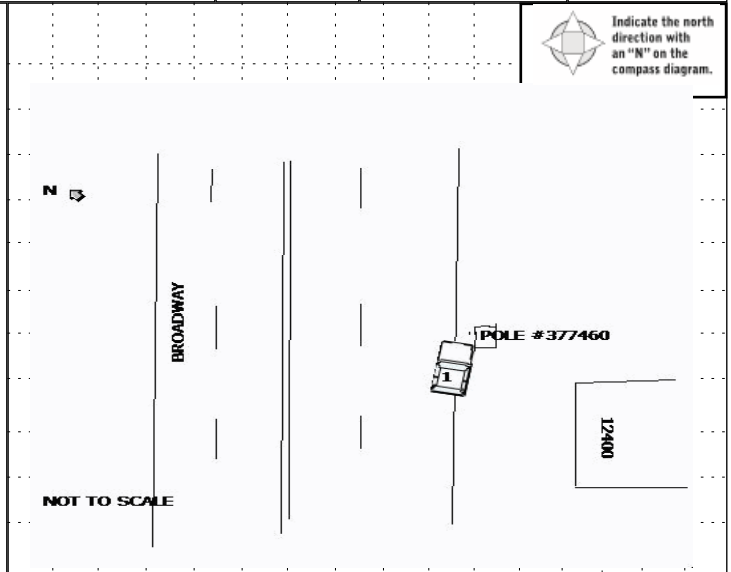 Indicate the north
direction with
an "N" on the
compass diagram.
N
BROADWAY
POLE #377460
1
12400
NOT TO SCALE